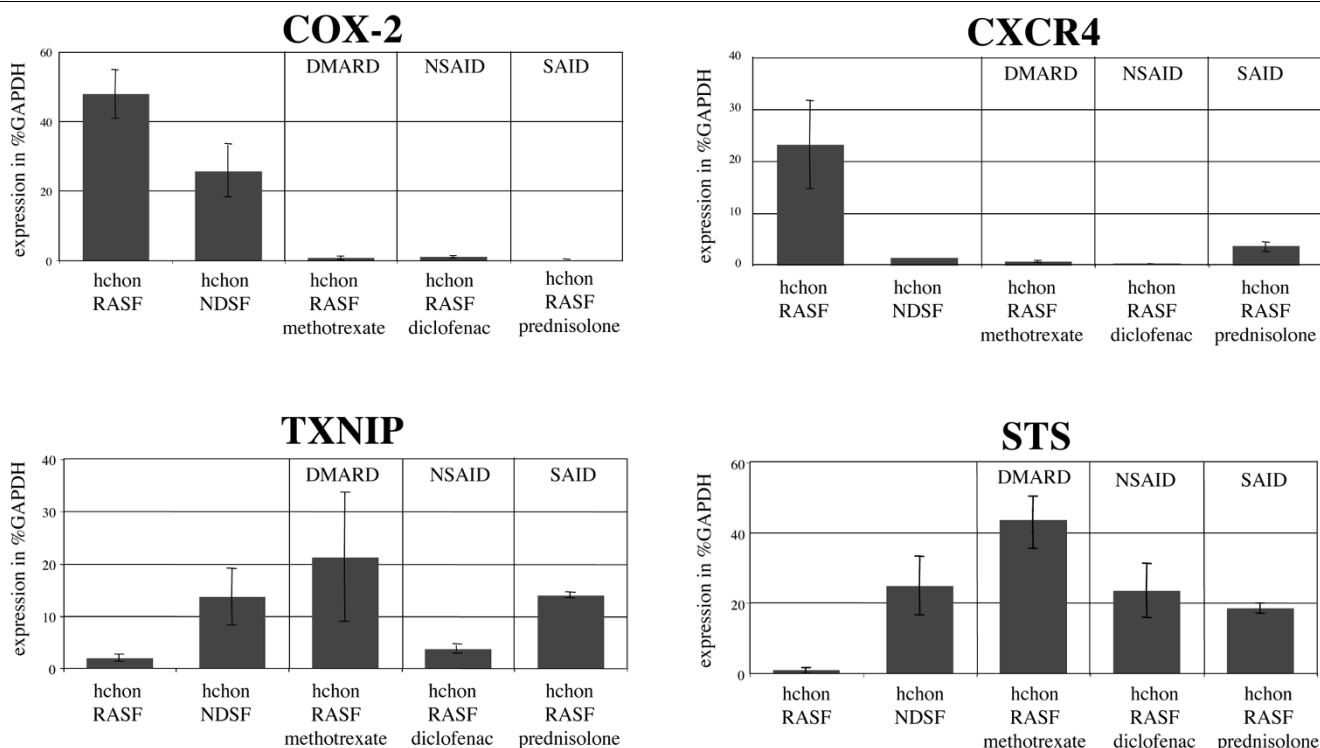 COX-2
expression in %GAPDH
60
40
20
0
DMARD
NSAID
SAID
hchon
RASF
hchon
NDSF
hchon
RASF
methotrexate
hchon
RASF
diclofenac
hchon
RASF
prednisolone
CXCR4
expression in %GAPDH
40
30
20
10
0
DMARD
NSAID
SAID
hchon
RASF
hchon
NDSF
hchon
RASF
methotrexate
hchon
RASF
diclofenac
hchon
RASF
prednisolone
TXNIP
expression in %GAPDH
40
30
20
10
0
DMARD
NSAID
SAID
hchon
RASF
hchon
NDSF
hchon
RASF
methotrexate
hchon
RASF
diclofenac
hchon
RASF
prednisolone
STS
expression in %GAPDH
60
40
20
0
DMARD
NSAID
SAID
hchon
RASF
hchon
NDSF
hchon
RASF
methotrexate
hchon
RASF
diclofenac
hchon
RASF
prednisolone